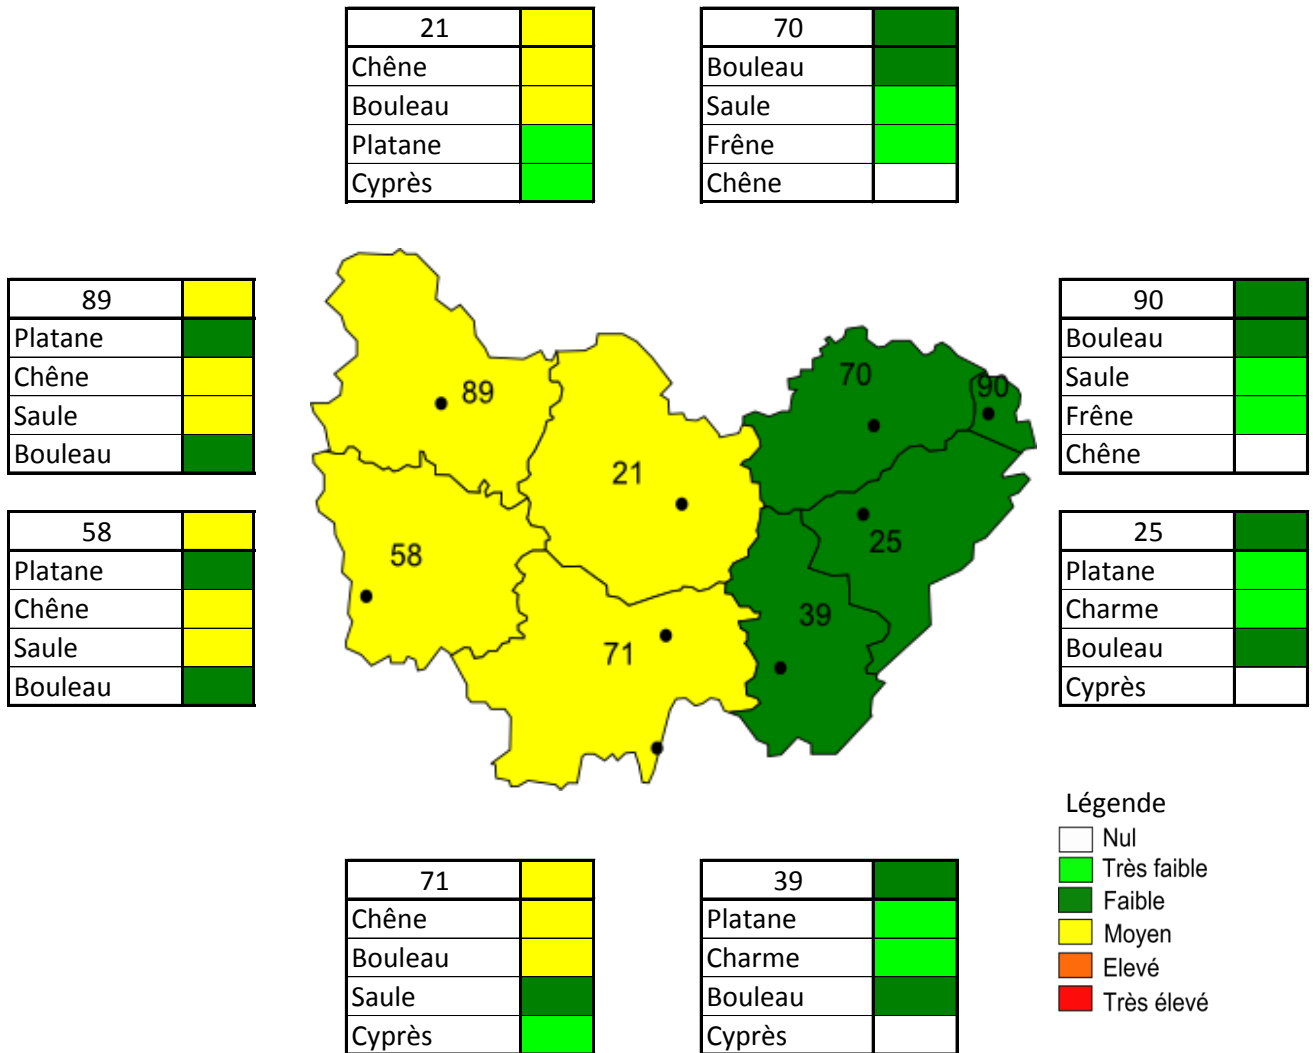 21
Chêne
Bouleau
Platane
Cyprès
70
Bouleau
Saule
Frêne
Chêne
89
Platane
Chêne
Saule
Bouleau
58
Platane
Chêne
Saule
Bouleau
89
21
58
71
70
90
25
39
90
Bouleau
Saule
Frêne
Chêne
25
Platane
Charme
Bouleau
Cyprès
71
Chêne
Bouleau
Saule
Cyprès
39
Platane
Charme
Bouleau
Cyprès
Légende
Nul
Très faible
Faible
Moyen
Elevé
Très élevé